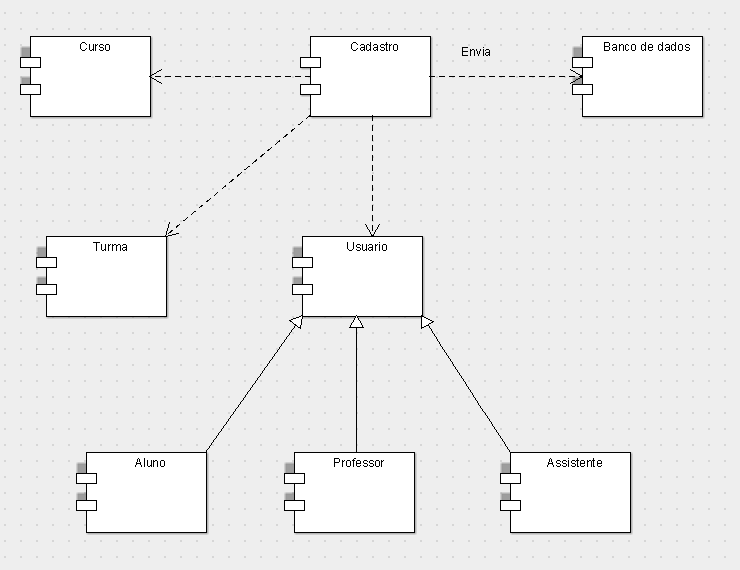 Curso
Cadastro
Envia
Banco de dados
Turma
Usuario
Aluno
Professor
Assistente